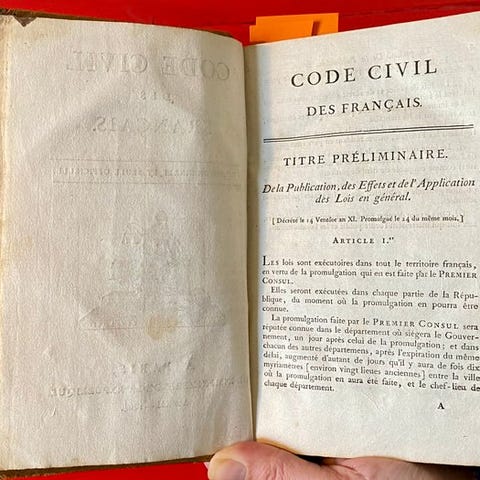 CODE CIVIL
DES FRANÇAIS.
TITRE PRÉLIMINAIRE.
De la Publication, des Effets et de l'Application
des Lois en général.
[Décrété le 14 Ventôse an XI. Promulgué le 24 du même mois.]
ARTICLE 1.er
LES lois sont exécutoires dans tout le territoire français,
en vertu de la promulgation qui en est faite par le PREMIER
CONSUL.
Elles seront exécutées dans chaque partie de la Répu-
blique, du moment où la promulgation en pourra être
connue.
La promulgation faite par le PREMIER CONSUL sera
réputée connue dans le département où siégera le Gouver-
nement, un jour après celui de la promulgation; et dans
chacun des autres départemens, après l'expiration du même
délai, augmenté d'autant de jours qu'il y aura de fois dix
myriamètres [environ vingt lieues anciennes] entre la ville
où la promulgation en aura été faite, et le chef-lieu de
chaque département.
A